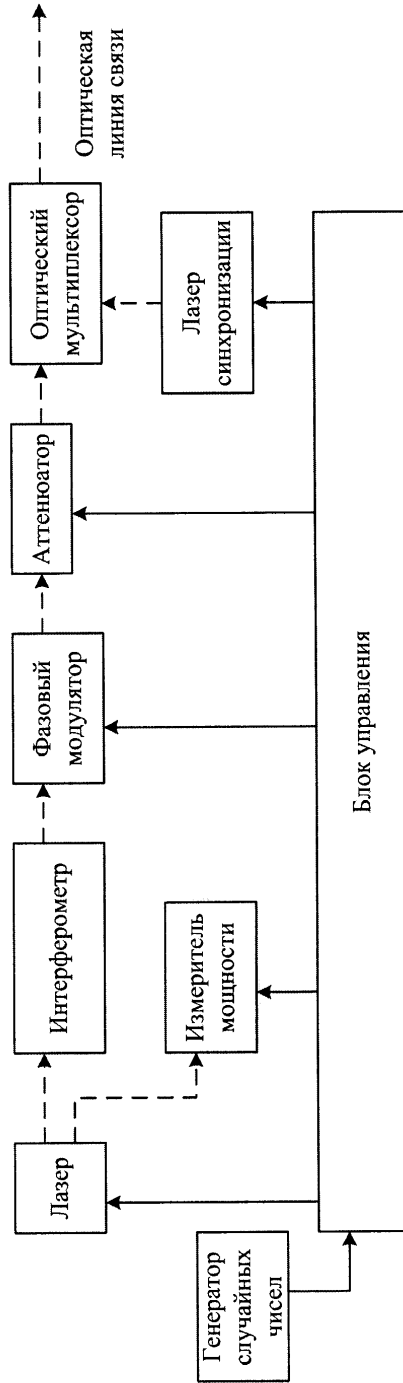 Лазер
Интерферометр
Фазовый
модулятор
Аттенюатор
Оптический
мультиплексор
Оптическая
линия связи
Измеритель
мощности
Лазер
синхронизации
Генератор
случайных
чисел
Блок управления